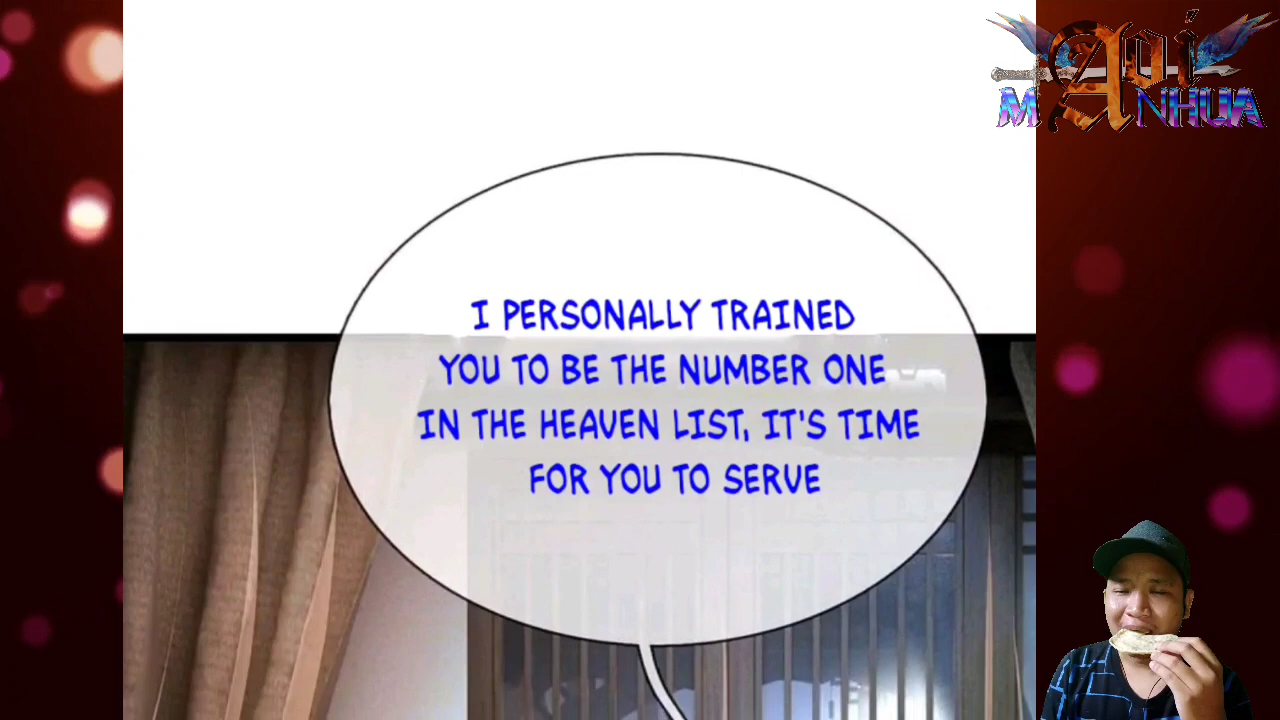 Aoi
MANHUA
I PERSONALLY TRAINED
YOU TO BE THE NUMBER ONE
IN THE HEAVEN LIST, IT'S TIME
FOR YOU TO SERVE